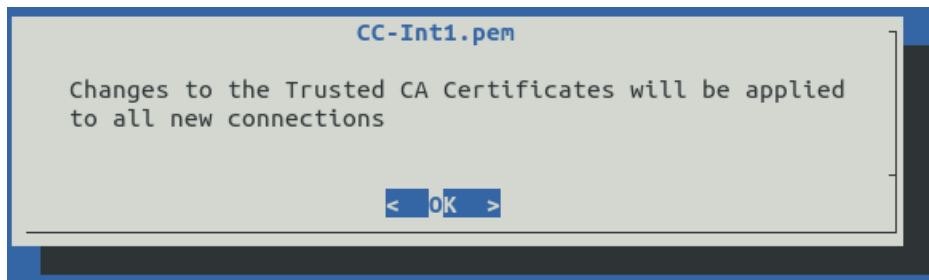 CC-Int1.pem
Changes to the Trusted CA Certificates will be applied
to all new connections
< OK >